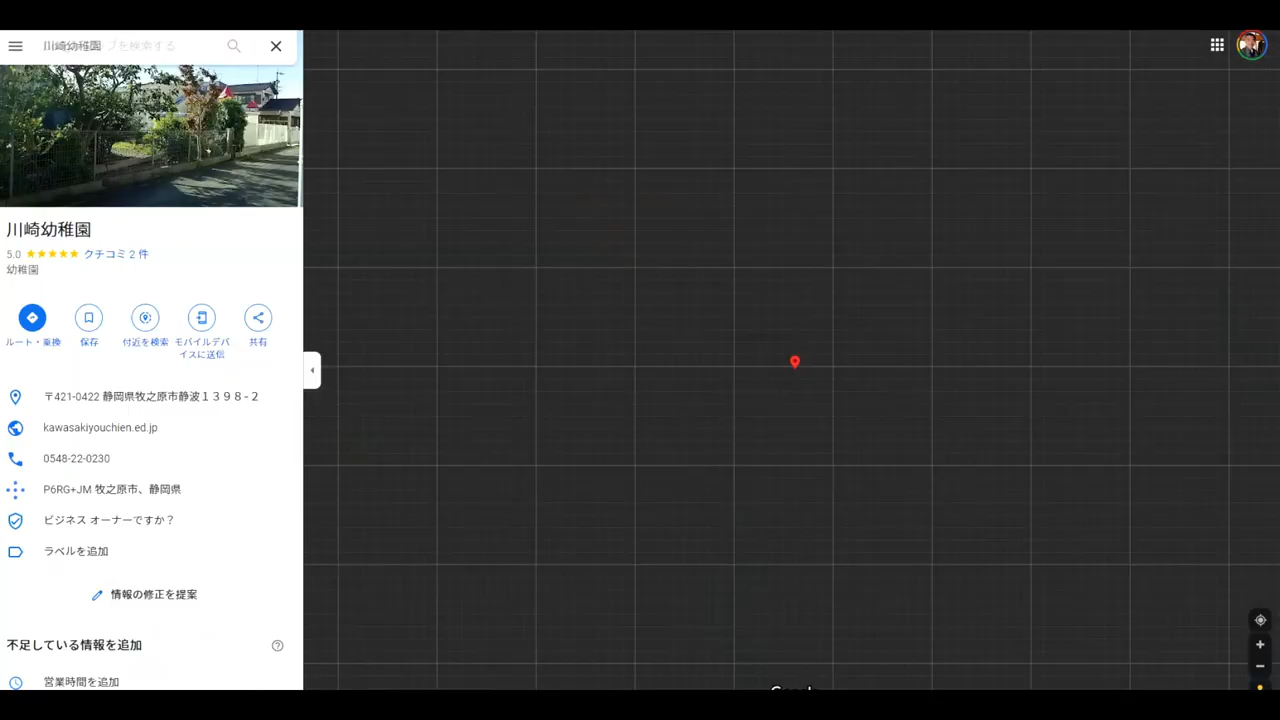 川崎幼稚園
川崎幼稚園
5.0
クチコミ 2 件
幼稚園
ルート・乗換
保存
付近を検索
モバイルデバイスに送信
共有
〒421-0422 静岡県牧之原市静波１３９８−２
kawasakiyouchien.ed.jp
0548-22-0230
P6RG+JM 牧之原市、静岡県
ビジネス オーナーですか？
ラベルを追加
情報の修正を提案
不足している情報を追加
営業時間を追加